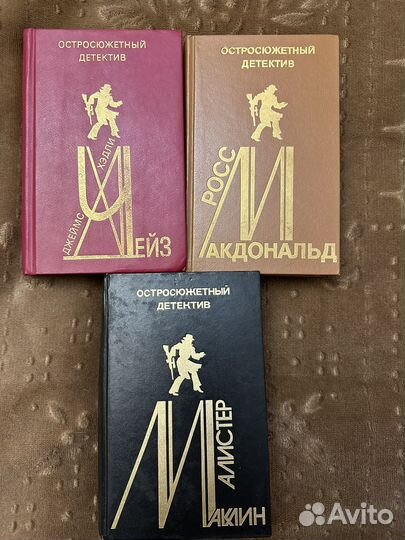 ОСТРОСЮЖЕТНЫЙ
ДЕТЕКТИВ
ДЖЕЙМС
ХЭДЛИ
ЧЕЙЗ
ОСТРОСЮЖЕТНЫЙ
ДЕТЕКТИВ
РОСС
МАКДОНАЛЬД
ОСТРОСЮЖЕТНЫЙ
ДЕТЕКТИВ
АЛИСТЕР
МАКЛИН
Avito